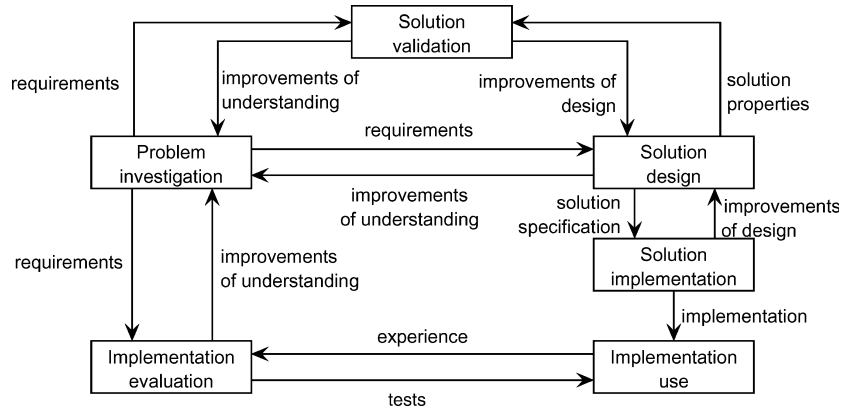 Solution
validation
requirements
improvements of
understanding
improvements of
design
solution
properties
requirements
Problem
investigation
Solution
design
improvements
of understanding
solution
specification
improvements
of design
requirements
improvements
of understanding
Solution
implementation
implementation
experience
Implementation
evaluation
Implementation
use
tests